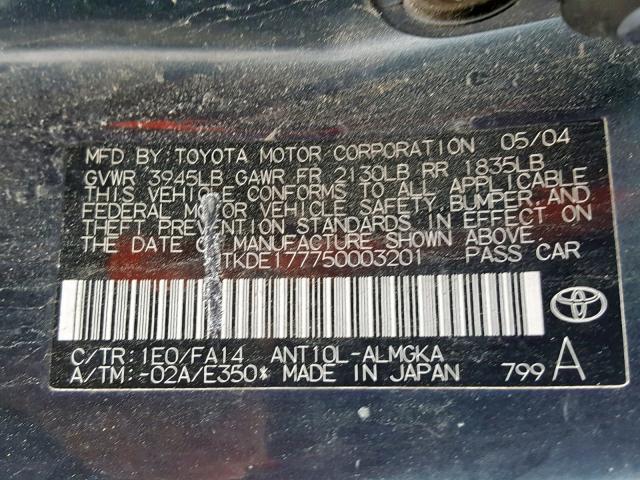 MFD.BY:TOYOTA MOTOR CORPORATION 05/04
GVWR 3945LB GAWR FR 2130LB RR 1835LB
THIS VEHICLE CONFORMS TO ALL APPLICABLE
FEDERAL MOTOR VEHICLE SAFETY,BUMPER,AND
THEFT PREVENTION STANDARDS IN EFFECT ON
THE DATE OF MANUFACTURE SHOWN ABOVE.
JTKDE177750003201 PASS CAR
C/TR:1E0/FA14 ANT10L-ALMGKA
A/TM:-02A/E350* MADE IN JAPAN 799 A